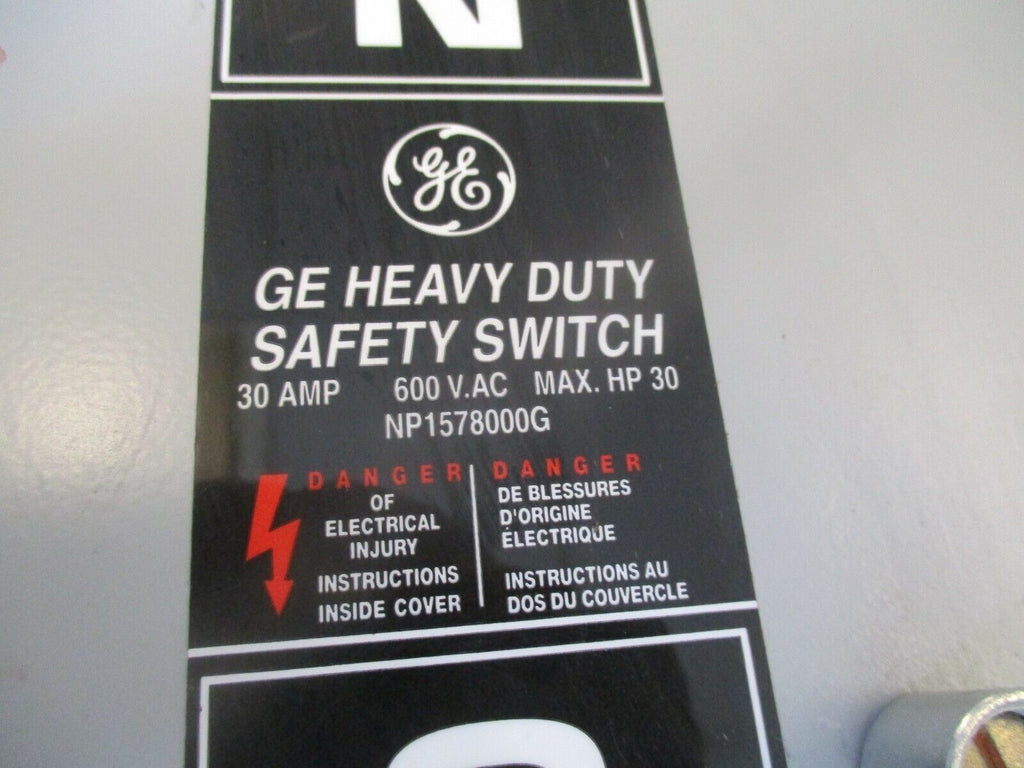 N
GE
GE HEAVY DUTY
SAFETY SWITCH
30 AMP 600 V.AC MAX. HP 30
NP1578000G
DANGER
OF
ELECTRICAL
INJURY
INSTRUCTIONS
INSIDE COVER
DANGER
DE BLESSURES
D'ORIGINE
ÉLECTRIQUE
INSTRUCTIONS AU
DOS DU COUVERCLE